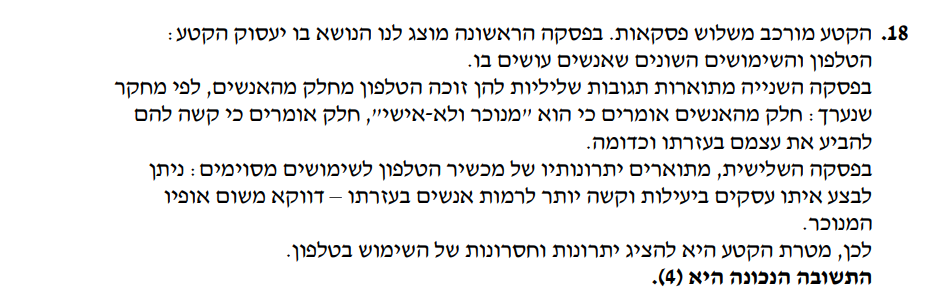 18. הקטע מורכב משלוש פסקאות. בפסקה הראשונה מוצג לנו הנושא בו יעסוק הקטע:
הטלפון והשימושים השונים שאנשים עושים בו.
בפסקה השנייה מתוארות תגובות שליליות להן זוכה הטלפון מחלק מהאנשים, לפי מחקר
שנערך: חלק מהאנשים אומרים כי הוא "מנוכר ולא-אישי", חלק אומרים כי קשה להם
להביע את עצמם בעזרתו וכדומה.
בפסקה השלישית, מתוארים יתרונותיו של מכשיר הטלפון לשימושים מסוימים: ניתן
לבצע איתו עסקים ביעילות וקשה יותר לרמות אנשים בעזרתו – דווקא משום אופיו
המנוכר.
לכן, מטרת הקטע היא להציג יתרונות וחסרונות של השימוש בטלפון.
התשובה הנכונה היא (4).